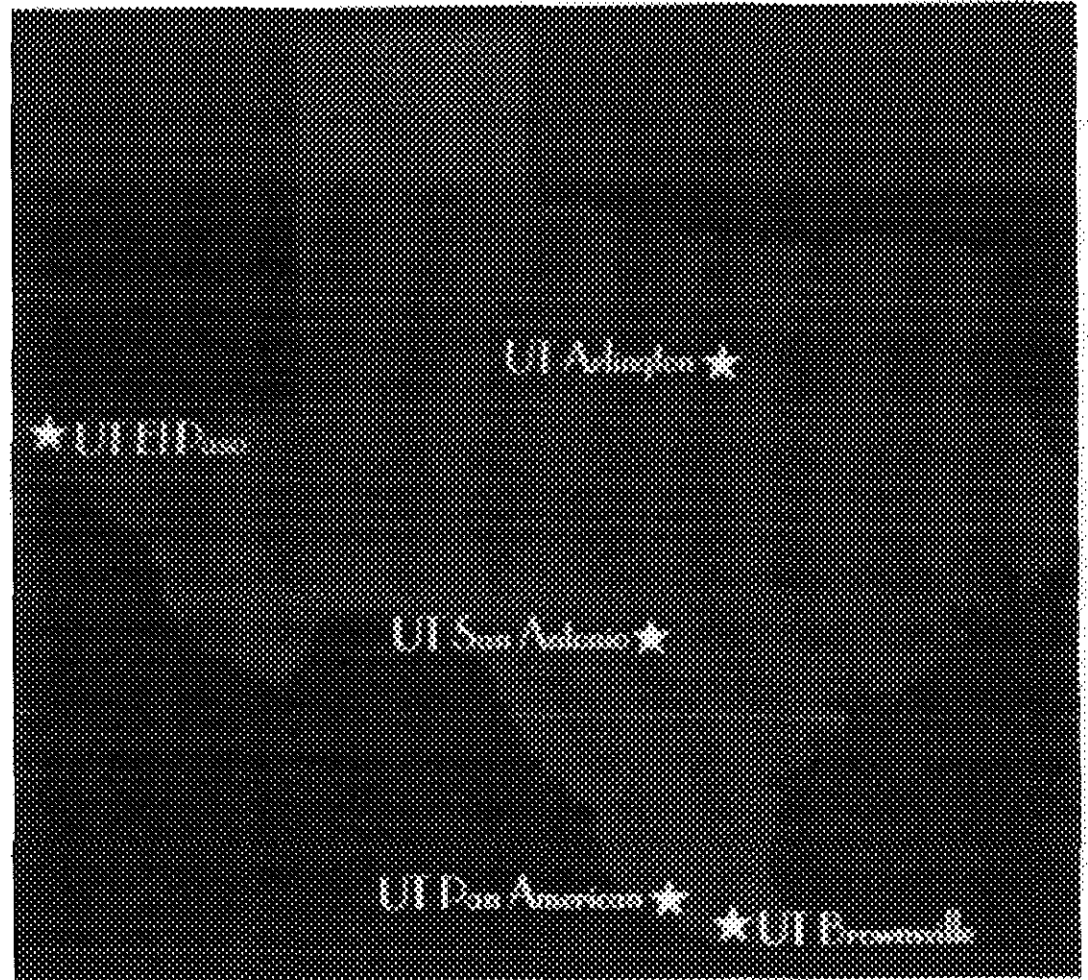 UT Arlington
UT El Paso
UT San Antonio
UT Pan American
UT Brownsville